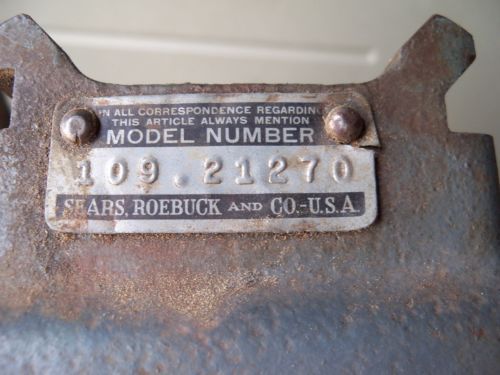 IN ALL CORRESPONDENCE REGARDING
THIS ARTICLE ALWAYS MENTION
MODEL NUMBER
109.21270
SEARS, ROEBUCK AND CO.-U.S.A.